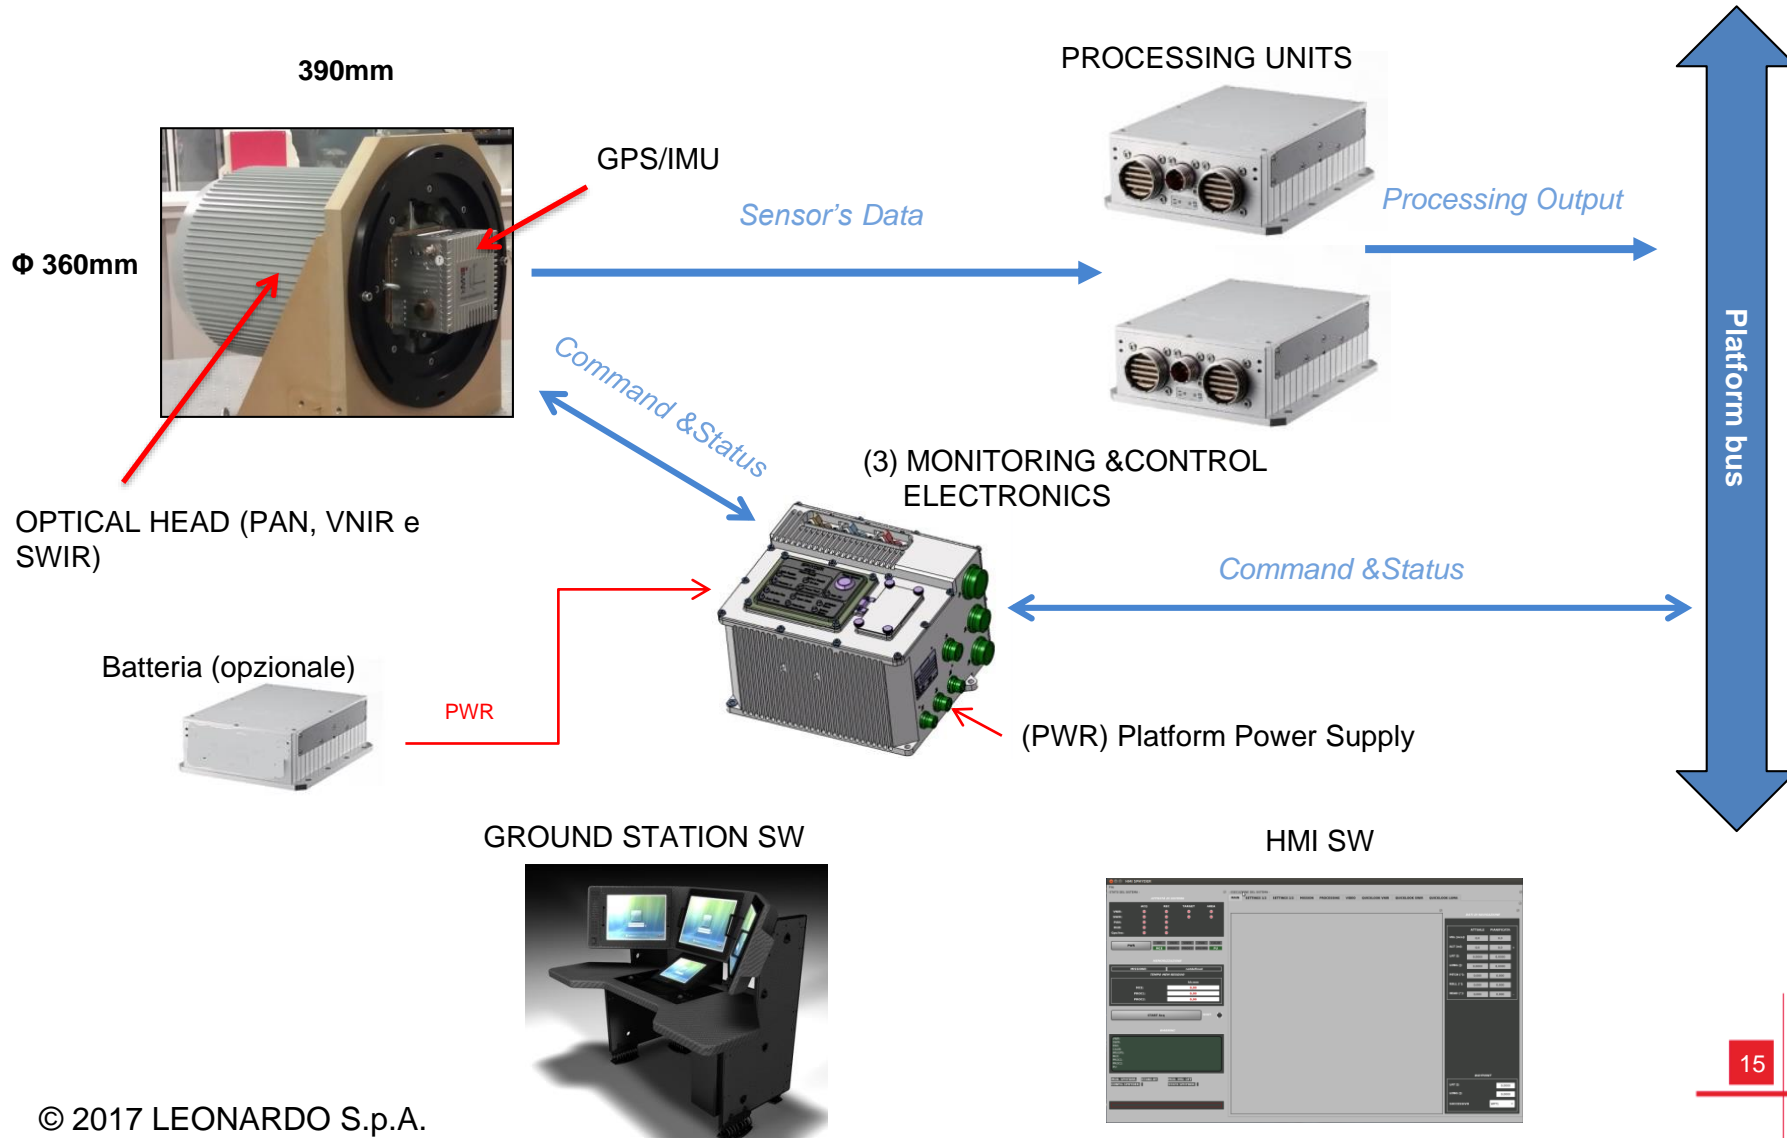 390mm
PROCESSING UNITS
GPS/IMU
Sensor's Data
Processing Output
Φ 360mm
Platform bus
Command &Status
(3) MONITORING &CONTROL
ELECTRONICS
OPTICAL HEAD (PAN, VNIR e
SWIR)
Command &Status
Batteria (opzionale)
PWR
(PWR) Platform Power Supply
GROUND STATION SW
HMI SW
15
© 2017 LEONARDO S.p.A.